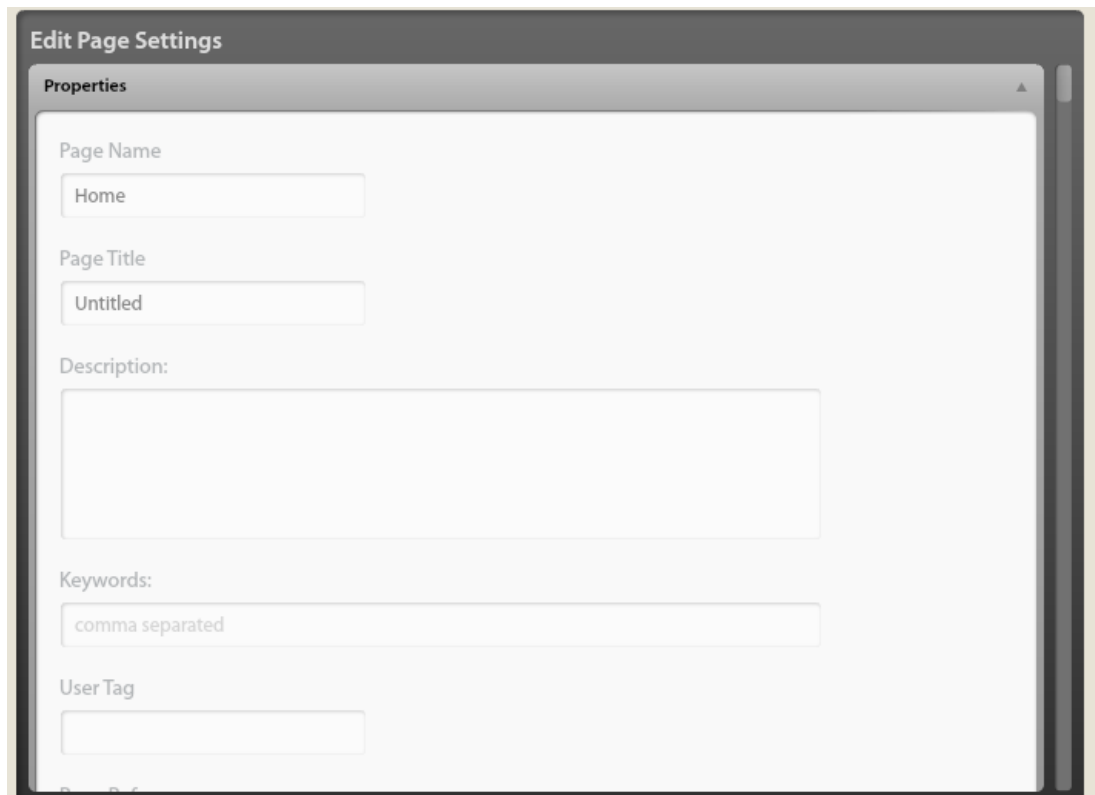 Edit Page Settings
Properties
Page Name
Home
Page Title
Untitled
Description:
Keywords:
comma separated
User Tag